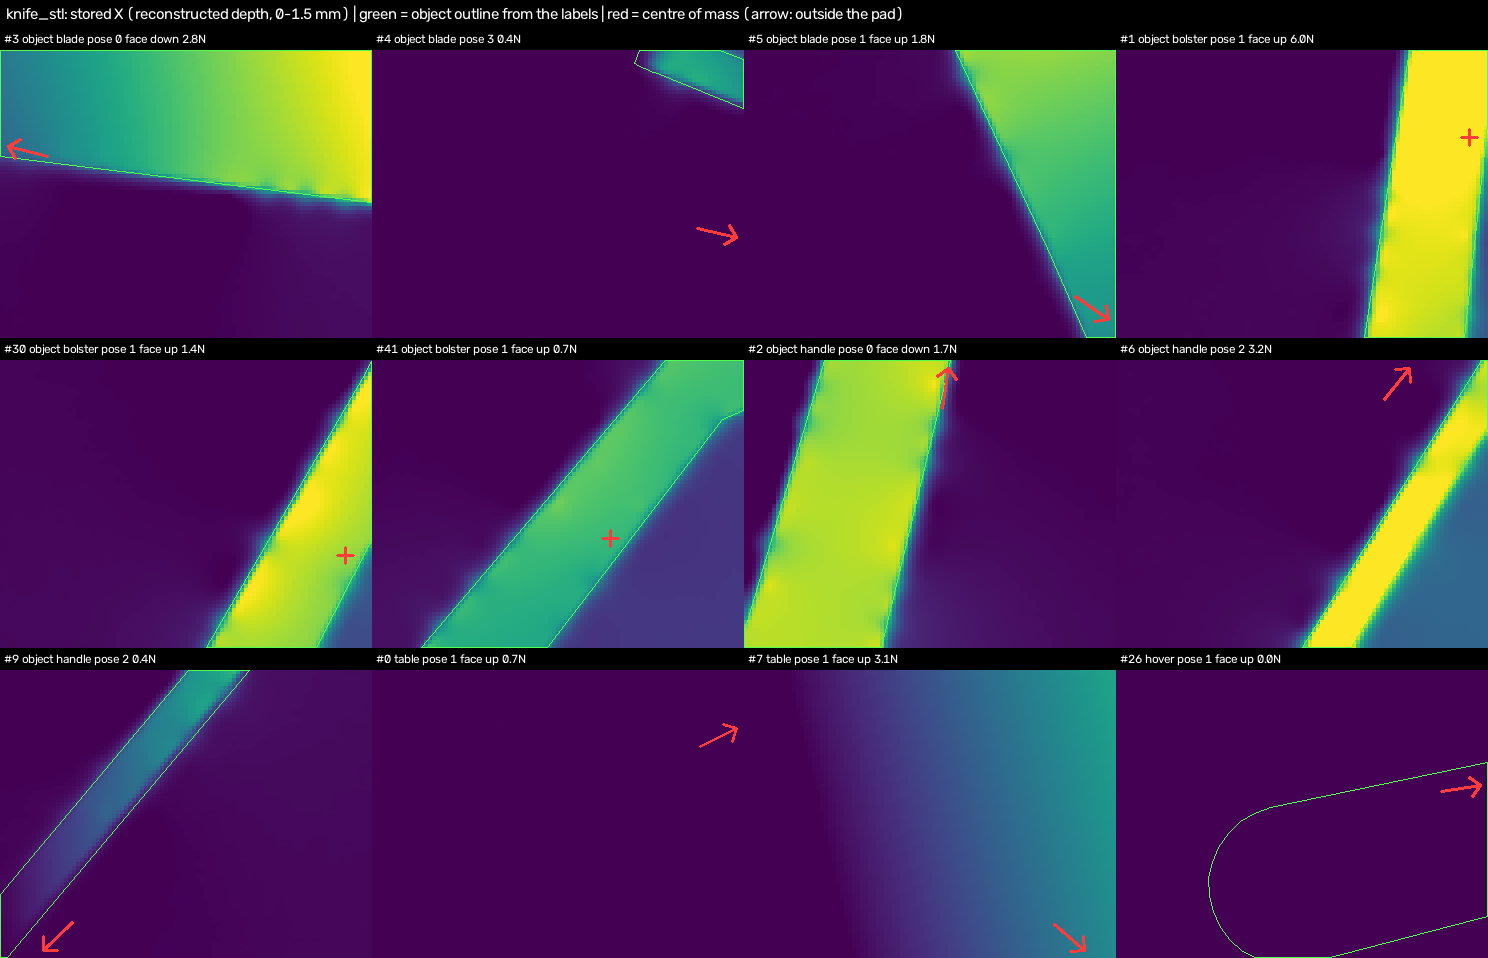 knife_stl: stored X (reconstructed depth, 0-1.5 mm) | green = object outline from the labels | red = centre of mass (arrow: outside the pad)
#3 object blade pose 0 face down 2.8N
#4 object blade pose 3 0.4N
#5 object blade pose 1 face up 1.8N
#1 object bolster pose 1 face up 6.0N
#30 object bolster pose 1 face up 1.4N
#41 object bolster pose 1 face up 0.7N
#2 object handle pose 0 face down 1.7N
#6 object handle pose 2 3.2N
#9 object handle pose 2 0.4N
#0 table pose 1 face up 0.7N
#7 table pose 1 face up 3.1N
#26 hover pose 1 face up 0.0N